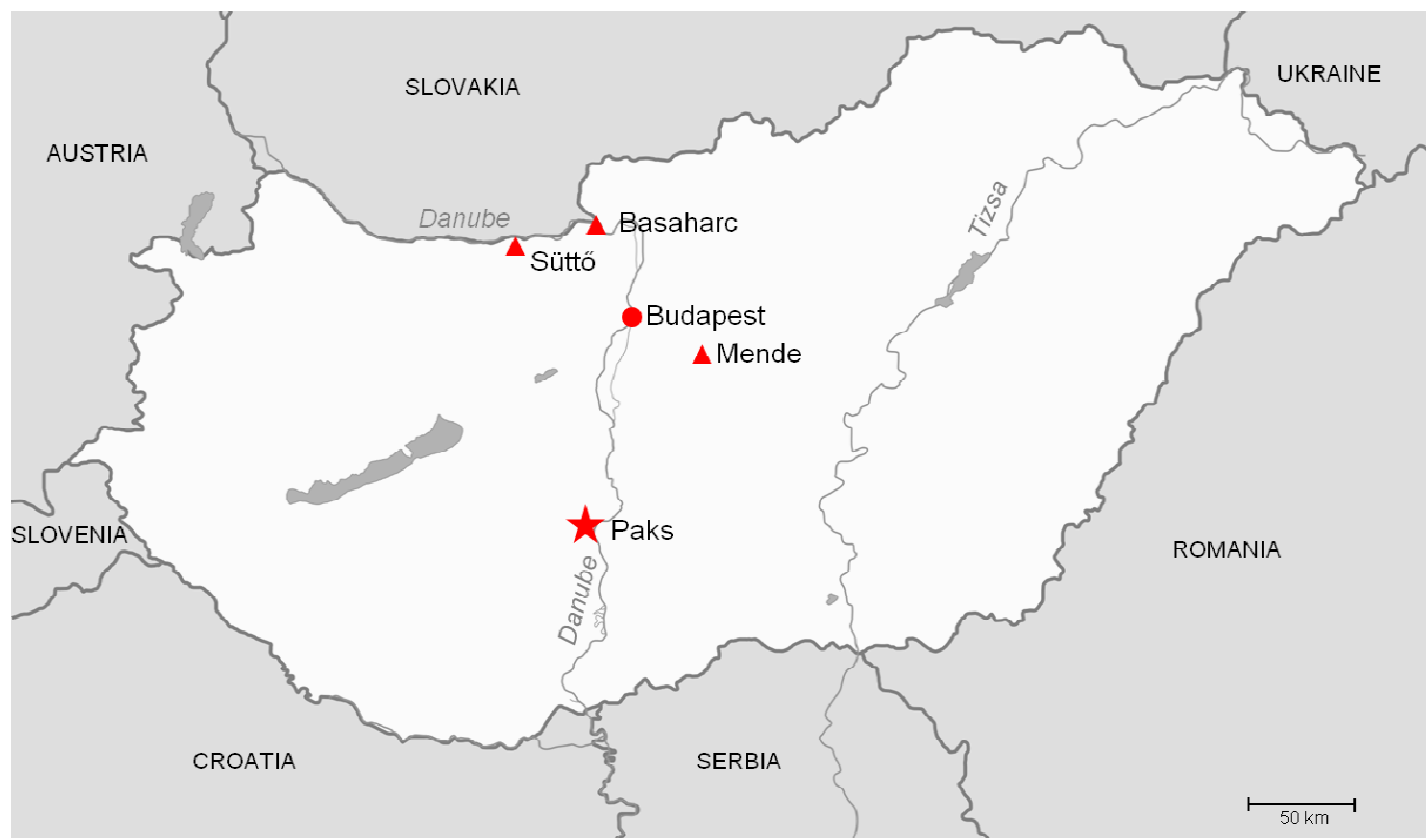 SLOVAKIA
UKRAINE
AUSTRIA
Danube
Basaharc
Tizsa
Süttő
Budapest
Mende
SLOVENIA
Paks
ROMANIA
Danube
CROATIA
SERBIA
50 km